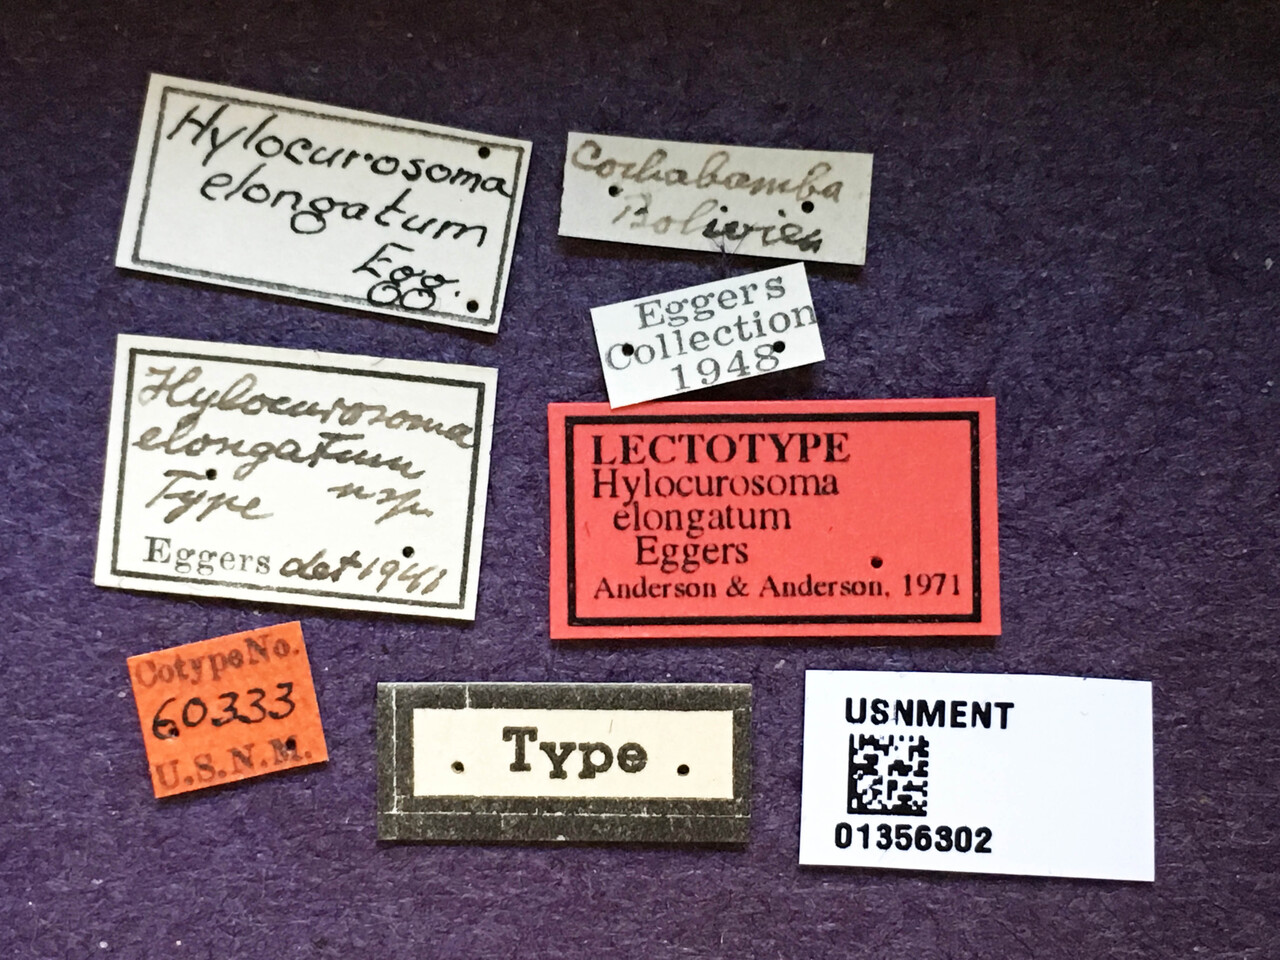 Hylocurosoma
elongatum
Egg.
Cochabamba
Bolivien
Eggers
Collection
1948
Hylocurosoma
elongatum
Type n sp.
Eggers det 1941
LECTOTYPE
Hylocurosoma
elongatum
Eggers
Anderson & Anderson, 1971
Cotype No.
60333
U.S.N.M.
Type
USNMENT
01356302